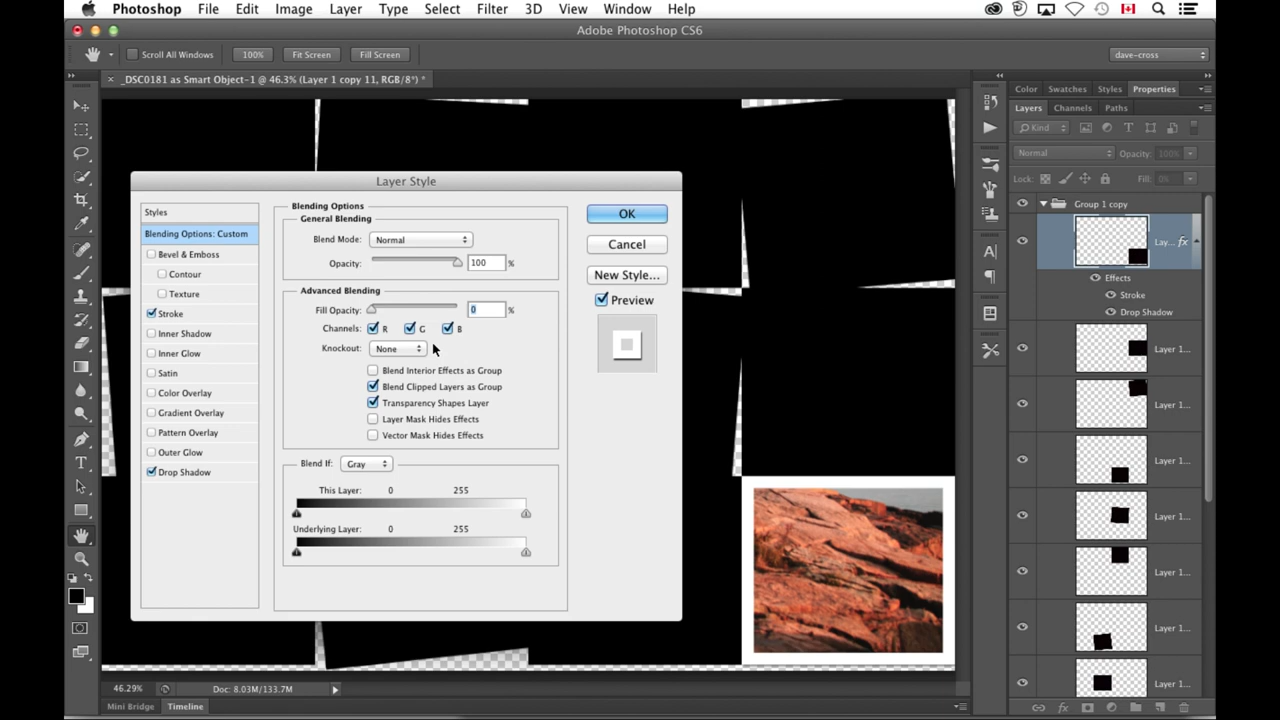 Photoshop File Edit Image Layer Type Select Filter 3D View Window Help
Adobe Photoshop CS6
Scroll All Windows 100% Fit Screen Fill Screen dave-cross
_DSC0181 as Smart Object-1 @ 46.3% (Layer 1 copy 11, RGB/8*) *
Color Swatches Styles Properties
Layers Channels Paths
Kind
Normal Opacity: 100%
Lock: Fill: 0%
Group 1 copy
Lay... fx
Effects
Stroke
Drop Shadow
Layer 1...
Layer 1...
Layer 1...
Layer 1...
Layer 1...
Layer 1...
Layer 1...
Layer Style
Styles
Blending Options: Custom
Bevel & Emboss
Contour
Texture
Stroke
Inner Shadow
Inner Glow
Satin
Color Overlay
Gradient Overlay
Pattern Overlay
Outer Glow
Drop Shadow
Blending Options
General Blending
Blend Mode: Normal
Opacity: 100 %
Advanced Blending
Fill Opacity: 0 %
Channels: R G B
Knockout: None
Blend Interior Effects as Group
Blend Clipped Layers as Group
Transparency Shapes Layer
Layer Mask Hides Effects
Vector Mask Hides Effects
Blend If: Gray
This Layer: 0 255
Underlying Layer: 0 255
OK
Cancel
New Style...
Preview
46.29% Doc: 8.03M/133.7M
Mini Bridge Timeline